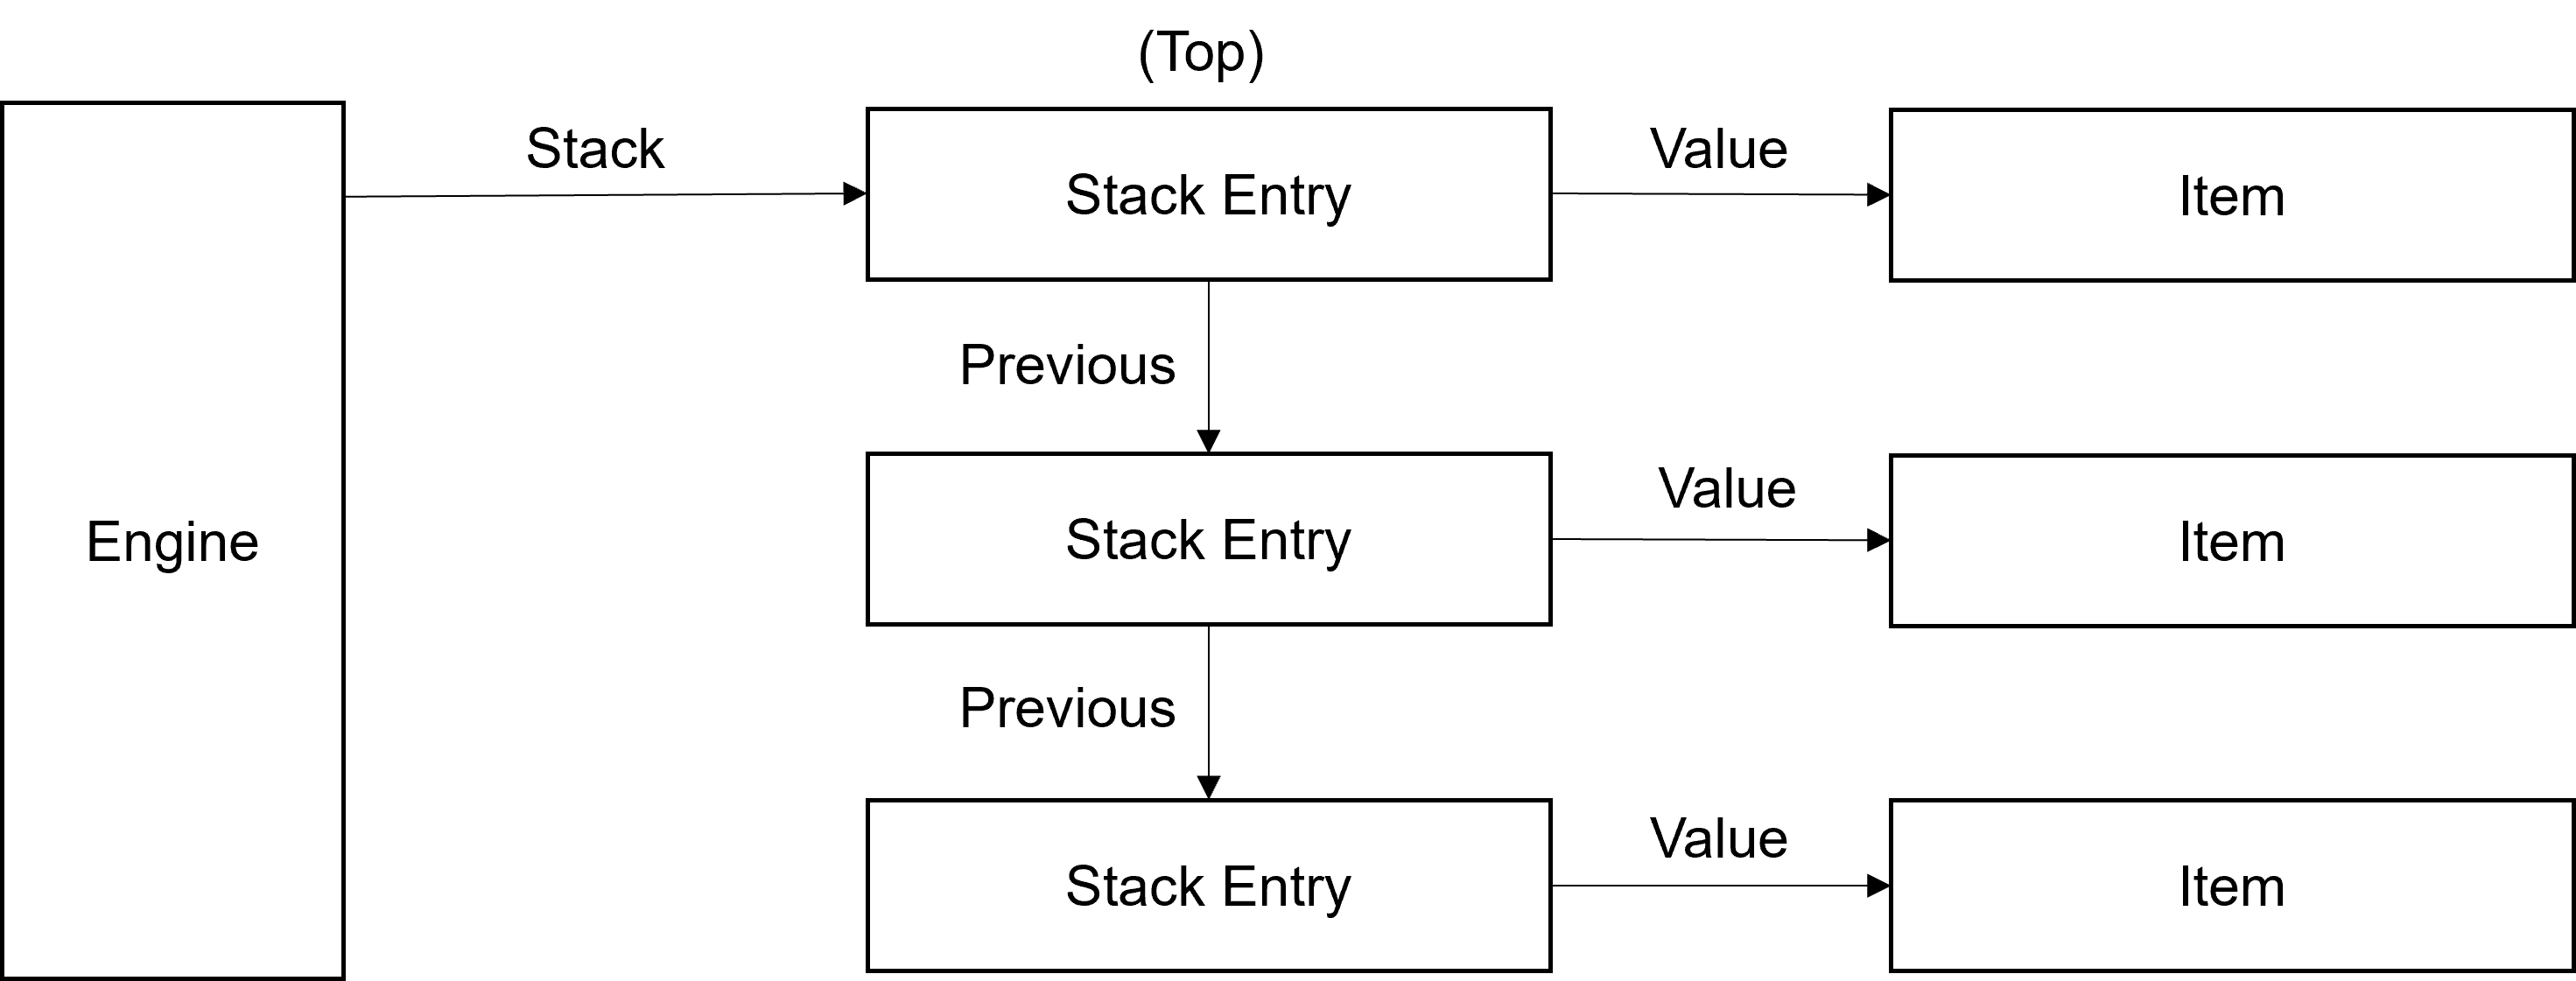 (Top)
Stack
Value
Stack Entry
Item
Previous
Value
Engine
Stack Entry
Item
Previous
Value
Stack Entry
Item